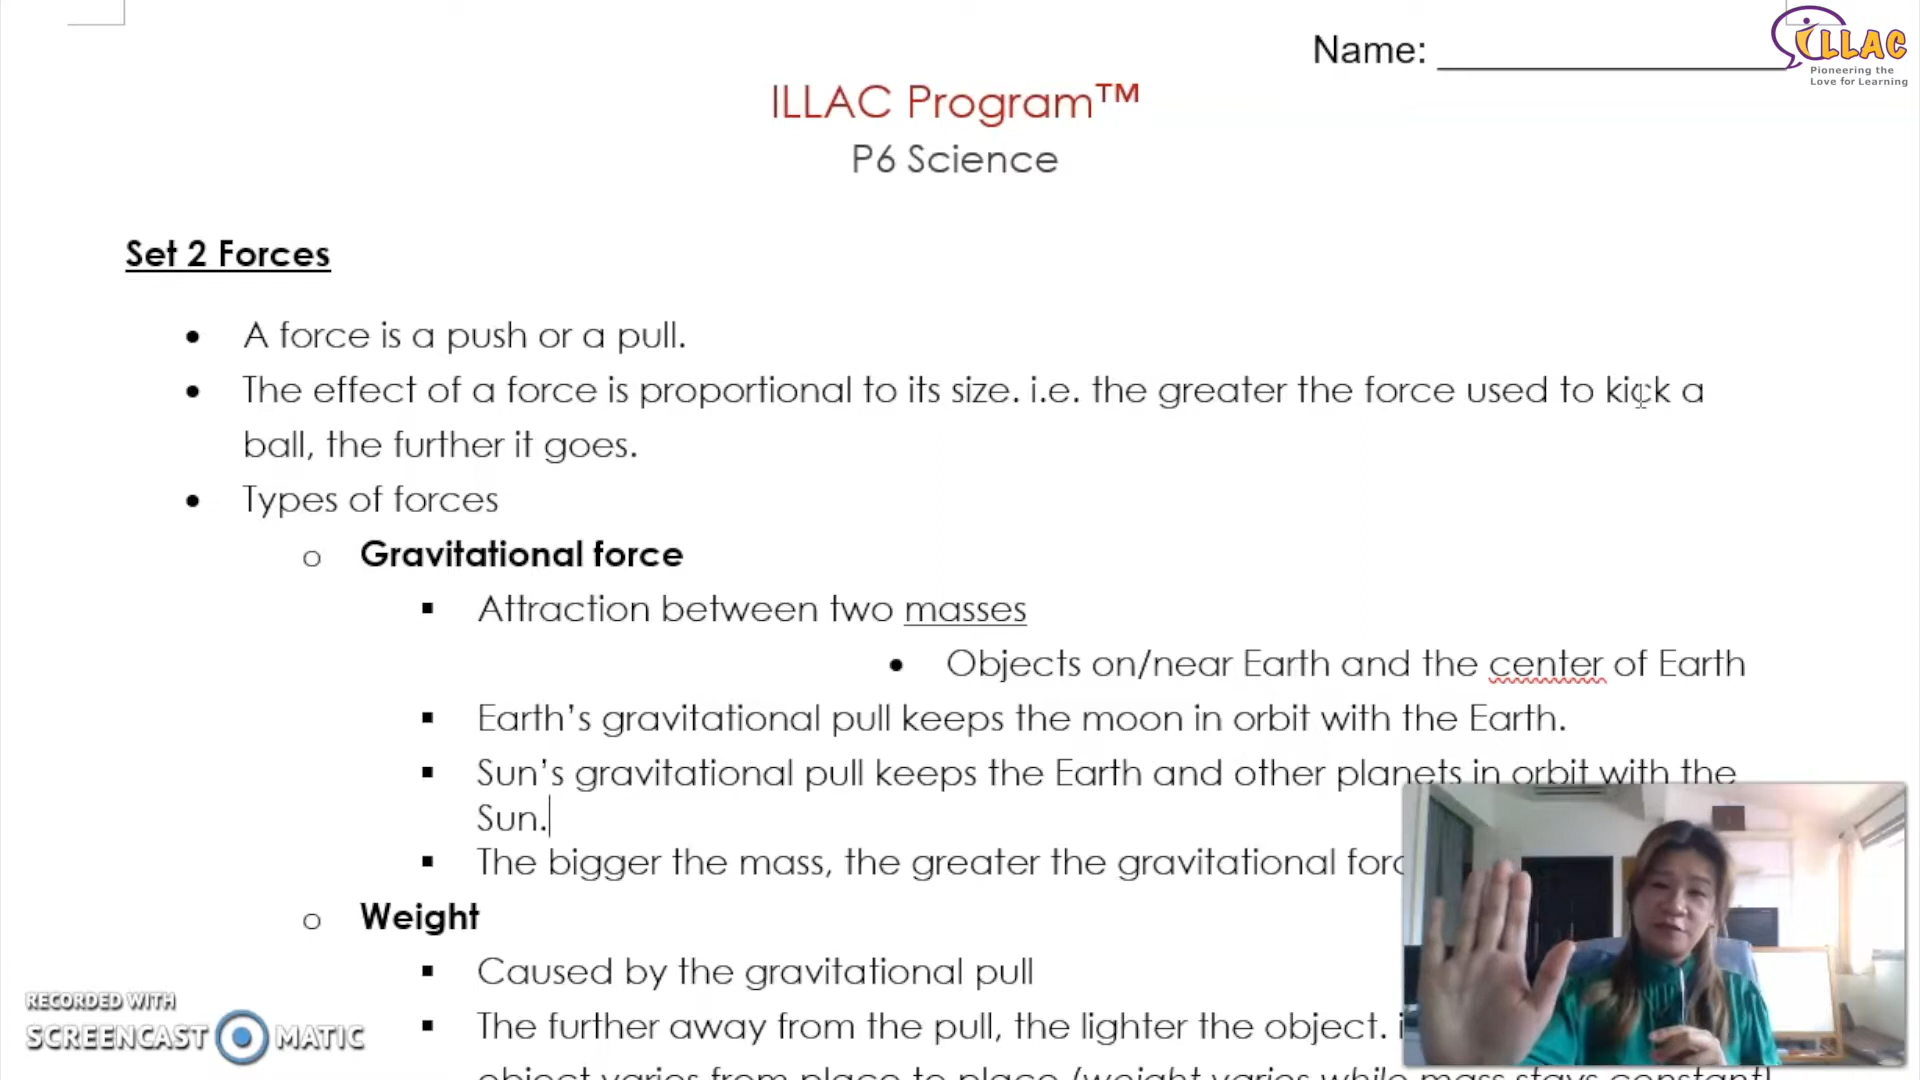 Name:
iLLAC
Pioneering the
Love for Learning
ILLAC Program™
P6 Science
Set 2 Forces
• A force is a push or a pull.
• The effect of a force is proportional to its size. i.e. the greater the force used to kick a
ball, the further it goes.
• Types of forces
o Gravitational force
▪ Attraction between two masses
• Objects on/near Earth and the center of Earth
▪ Earth's gravitational pull keeps the moon in orbit with the Earth.
▪ Sun's gravitational pull keeps the Earth and other planets in orbit with the
Sun.
▪ The bigger the mass, the greater the gravitational forc
o Weight
▪ Caused by the gravitational pull
▪ The further away from the pull, the lighter the object. i
object varies from place to place (weight varies while mass stays constant)
RECORDED WITH
SCREENCAST MATIC